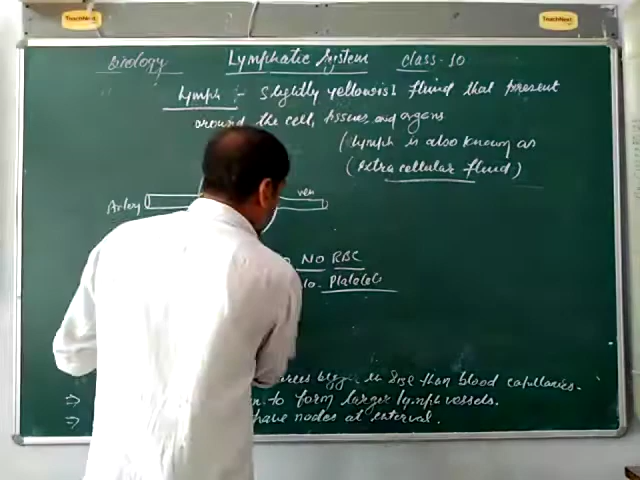 TeachNext
TeachNext
Biology Lymphatic System class-10
Lymph :- Slightly yellowish fluid that present
around the cell, tissues and organs
(Lymph is also known as
(extra cellular fluid)
Artery
vein
NO RBC
Platelets
bigger in size than blood capillaries.
⇒ to form larger lymph vessels.
⇒ have nodes at interval.